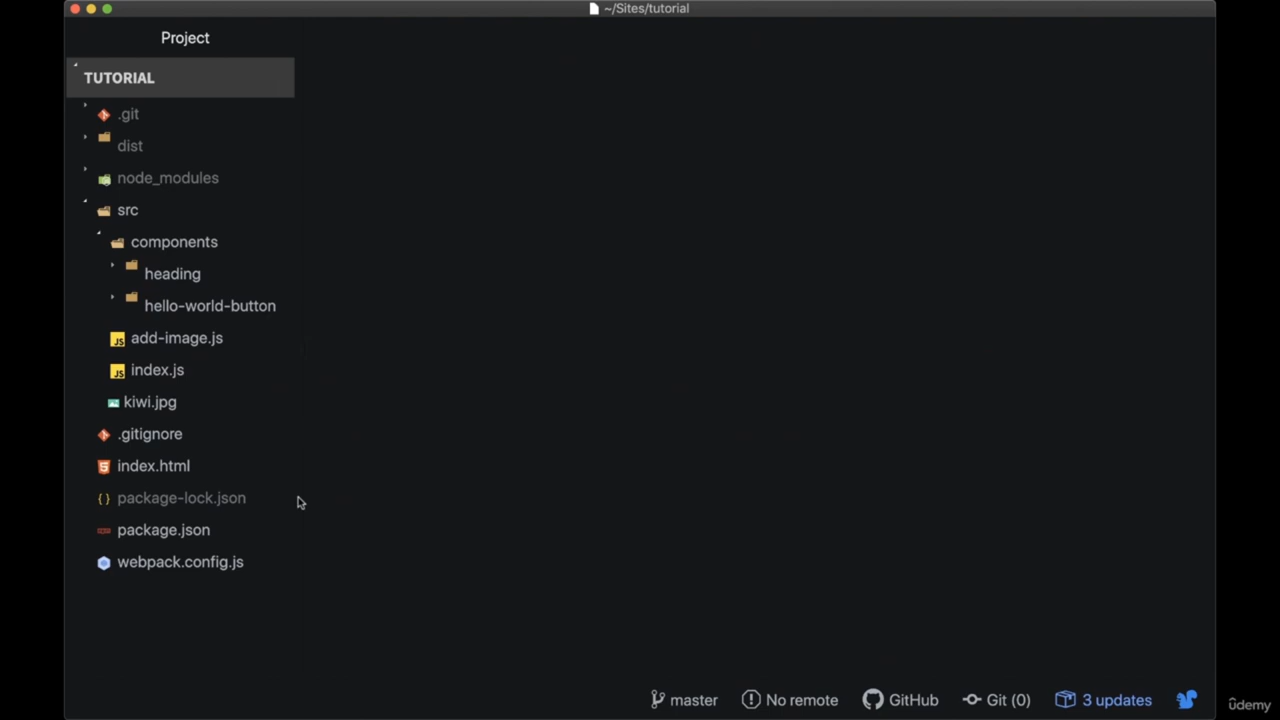 ~/Sites/tutorial
Project
TUTORIAL
.git
dist
node_modules
src
components
heading
hello-world-button
JS add-image.js
JS index.js
kiwi.jpg
.gitignore
index.html
{} package-lock.json
package.json
webpack.config.js
master No remote GitHub Git (0) 3 updates
ûdemy